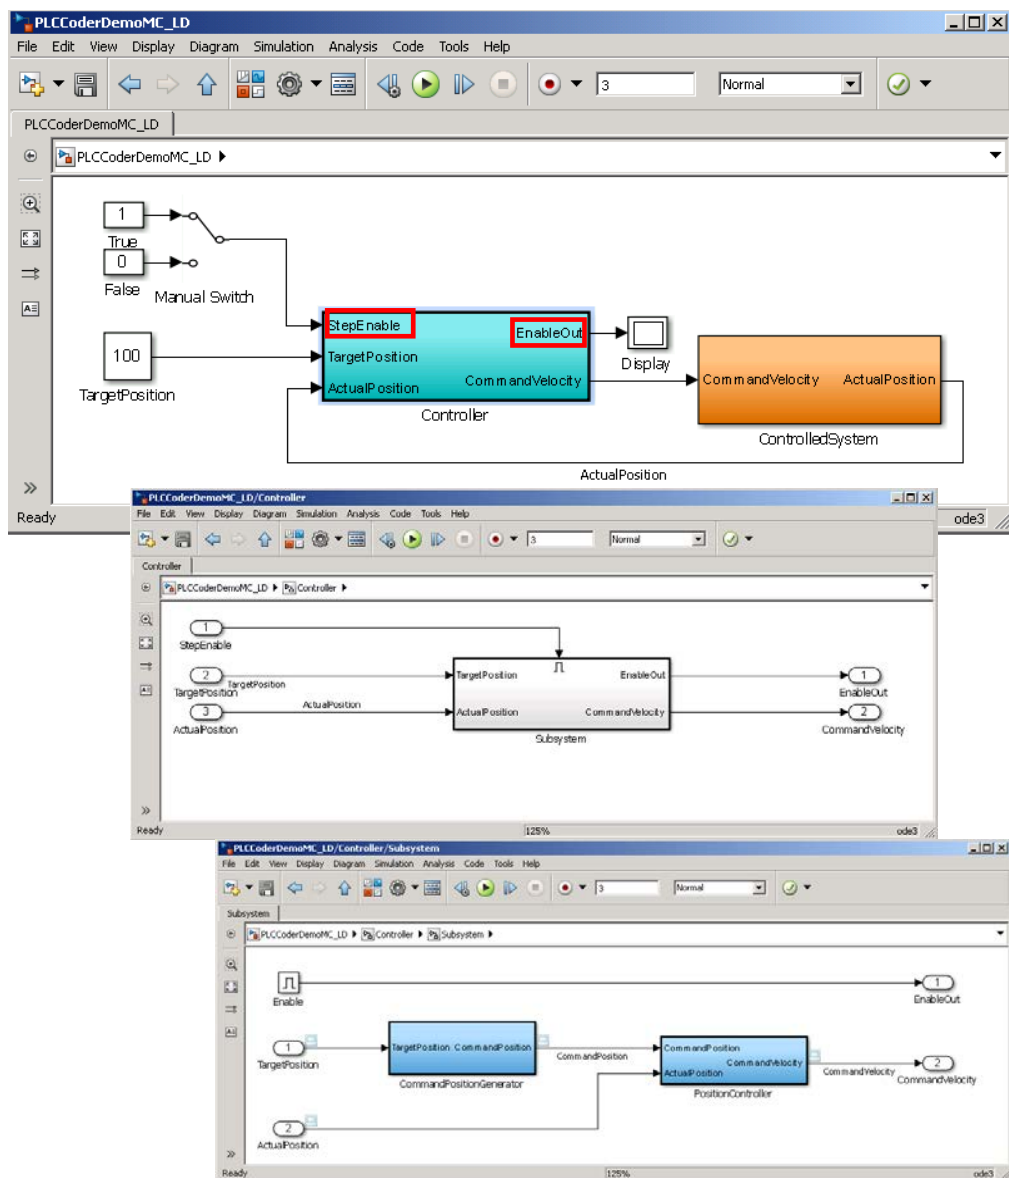 PLCCoderDemoMC_LD
File Edit View Display Diagram Simulation Analysis Code Tools Help
3 Normal
PLCCoderDemoMC_LD
PLCCoderDemoMC_LD
1
True
0
False
Manual Switch
100
TargetPosition
StepEnable
TargetPosition
ActualPosition
EnableOut
CommandVelocity
Controller
Display
CommandVelocity ActualPosition
ControlledSystem
ActualPosition
Ready ode3
PLCCoderDemoMC_LD/Controller
File Edit View Display Diagram Simulation Analysis Code Tools Help
3 Normal
Controller
PLCCoderDemoMC_LD Controller
1
StepEnable
2
TargetPosition
TargetPosition
3
ActualPosition
ActualPosition
TargetPosition EnableOut
ActualPosition CommandVelocity
Subsystem
1
EnableOut
2
CommandVelocity
Ready 125% ode3
PLCCoderDemoMC_LD/Controller/Subsystem
File Edit View Display Diagram Simulation Analysis Code Tools Help
3 Normal
Subsystem
PLCCoderDemoMC_LD Controller Subsystem
Enable
1
EnableOut
1
TargetPosition
TargetPosition CommandPosition
CommandPositionGenerator
CommandPosition
CommandPosition
CommandVelocity
ActualPosition
PositionController
CommandVelocity
2
CommandVelocity
2
ActualPosition
Ready 125% ode3